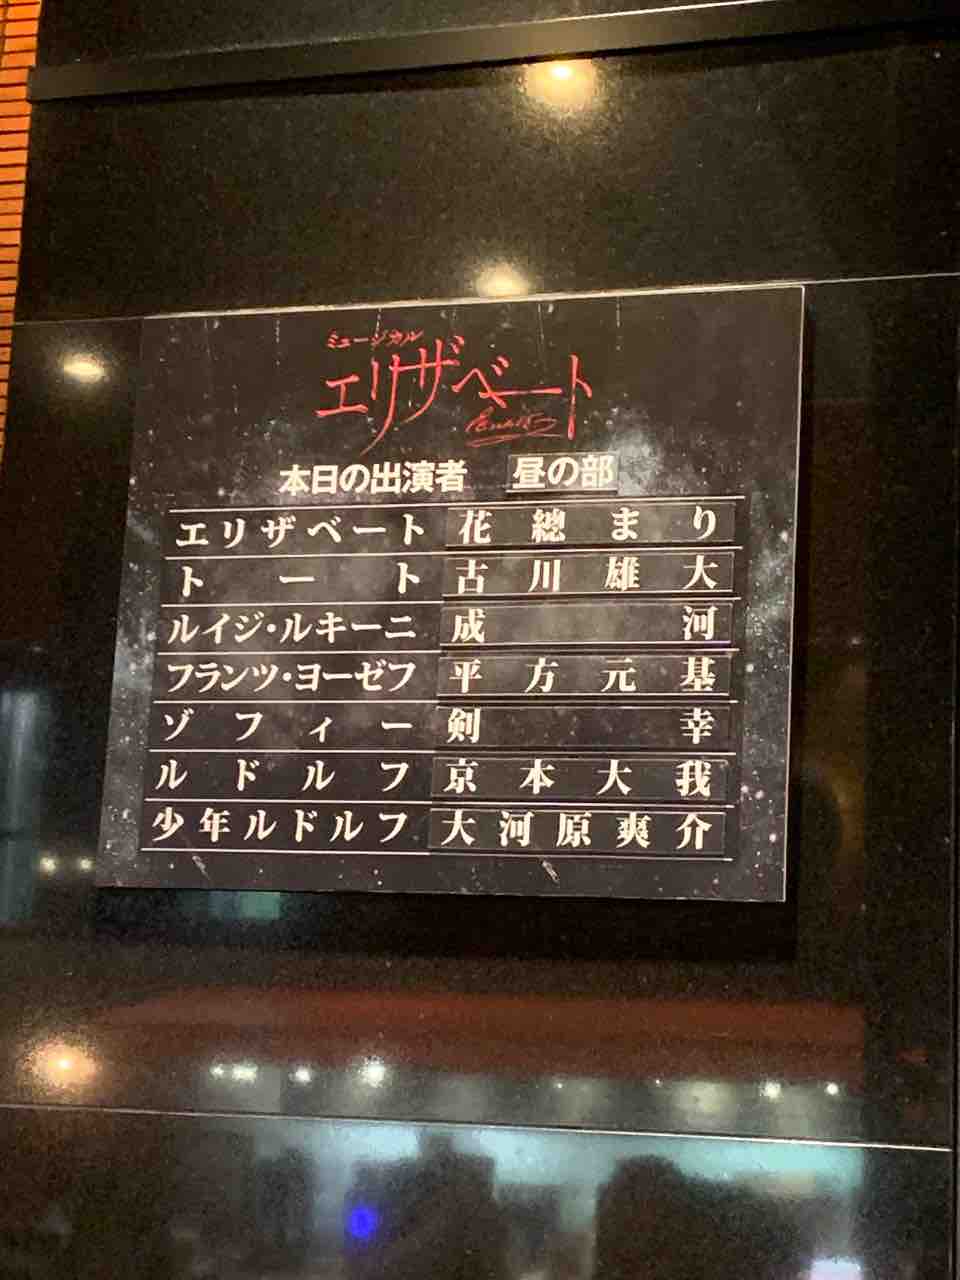 ミュージカル
エリザベート
本日の出演者 昼の部
エリザベート 花總まり
トート 古川雄大
ルイジ・ルキーニ 成河
フランツ・ヨーゼフ 平方元基
ゾフィー 剣幸
ルドルフ 京本大我
少年ルドルフ 大河原爽介